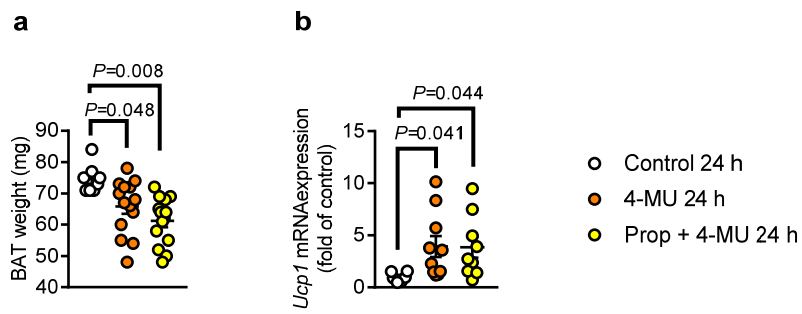 a
b
P=0.008
P=0.048
90
80
70
60
50
40
BAT weight (mg)
P=0.044
P=0.041
15
10
5
0
Ucp1 mRNAexpression
(fold of control)
Control 24 h
4-MU 24 h
Prop + 4-MU 24 h